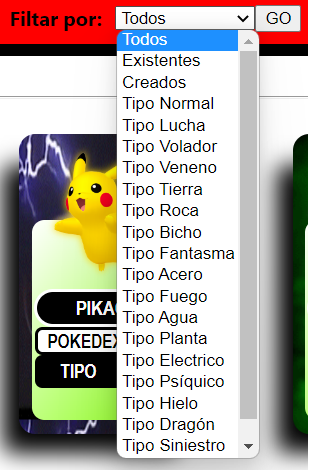 Filtar por: Todos GO
Todos
Existentes
Creados
Tipo Normal
Tipo Lucha
Tipo Volador
Tipo Veneno
Tipo Tierra
Tipo Roca
Tipo Bicho
Tipo Fantasma
Tipo Acero
Tipo Fuego
Tipo Agua
Tipo Planta
Tipo Electrico
Tipo Psíquico
Tipo Hielo
Tipo Dragón
Tipo Siniestro
POKEDEX
TIPO